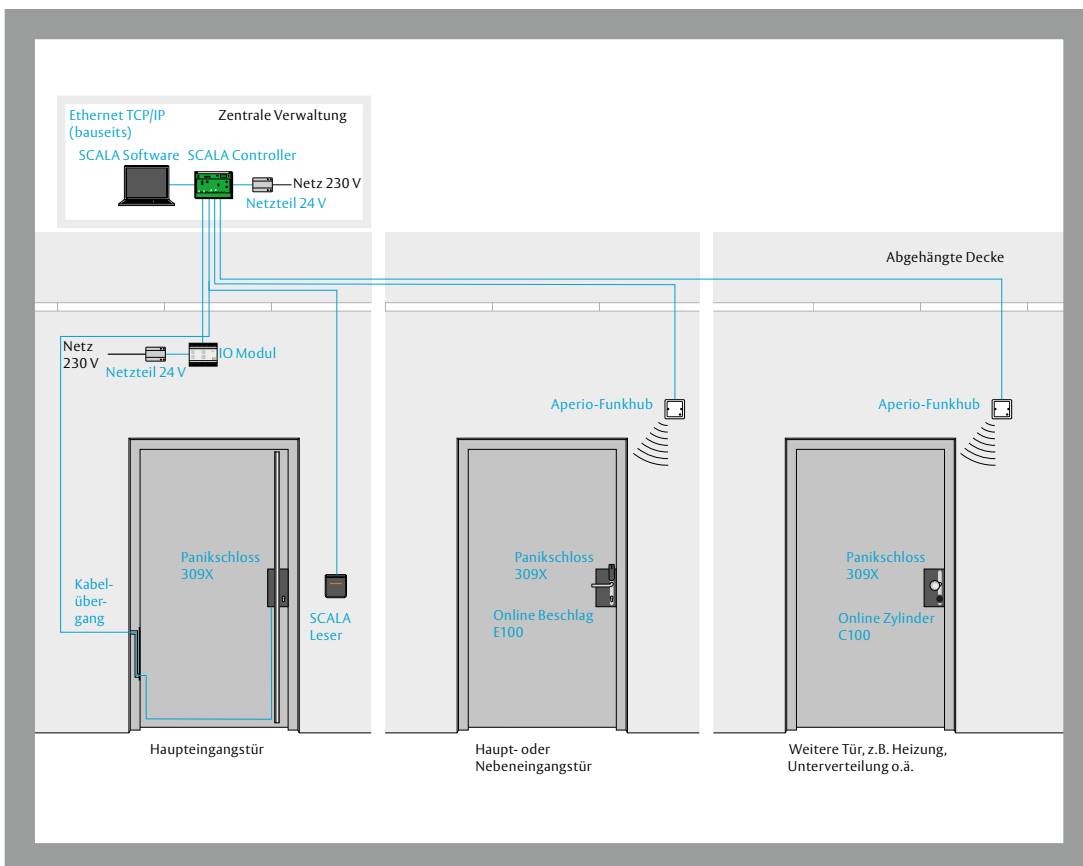 Ethernet TCP/IP
(bauseits)
Zentrale Verwaltung
SCALA Software
SCALA Controller
Netz 230 V
Netzteil 24 V
Abgehängte Decke
Netz
230 V
Netzteil 24 V
IO Modul
Aperio-Funkhub
Aperio-Funkhub
Panikschloss
309X
Kabel-
über-
gang
SCALA
Leser
Panikschloss
309X
Online Beschlag
E100
Panikschloss
309X
Online Zylinder
C100
Haupteingangstür
Haupt- oder
Nebeneingangstür
Weitere Tür, z.B. Heizung,
Unterverteilung o.ä.